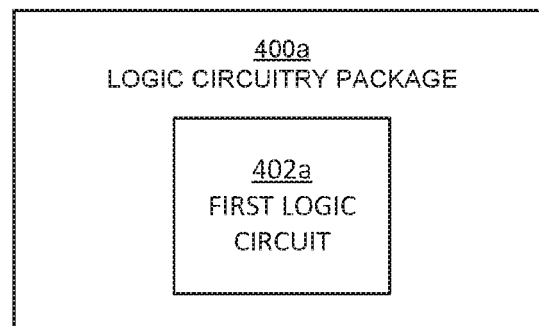 400a
LOGIC CIRCUITRY PACKAGE
402a
FIRST LOGIC
CIRCUIT